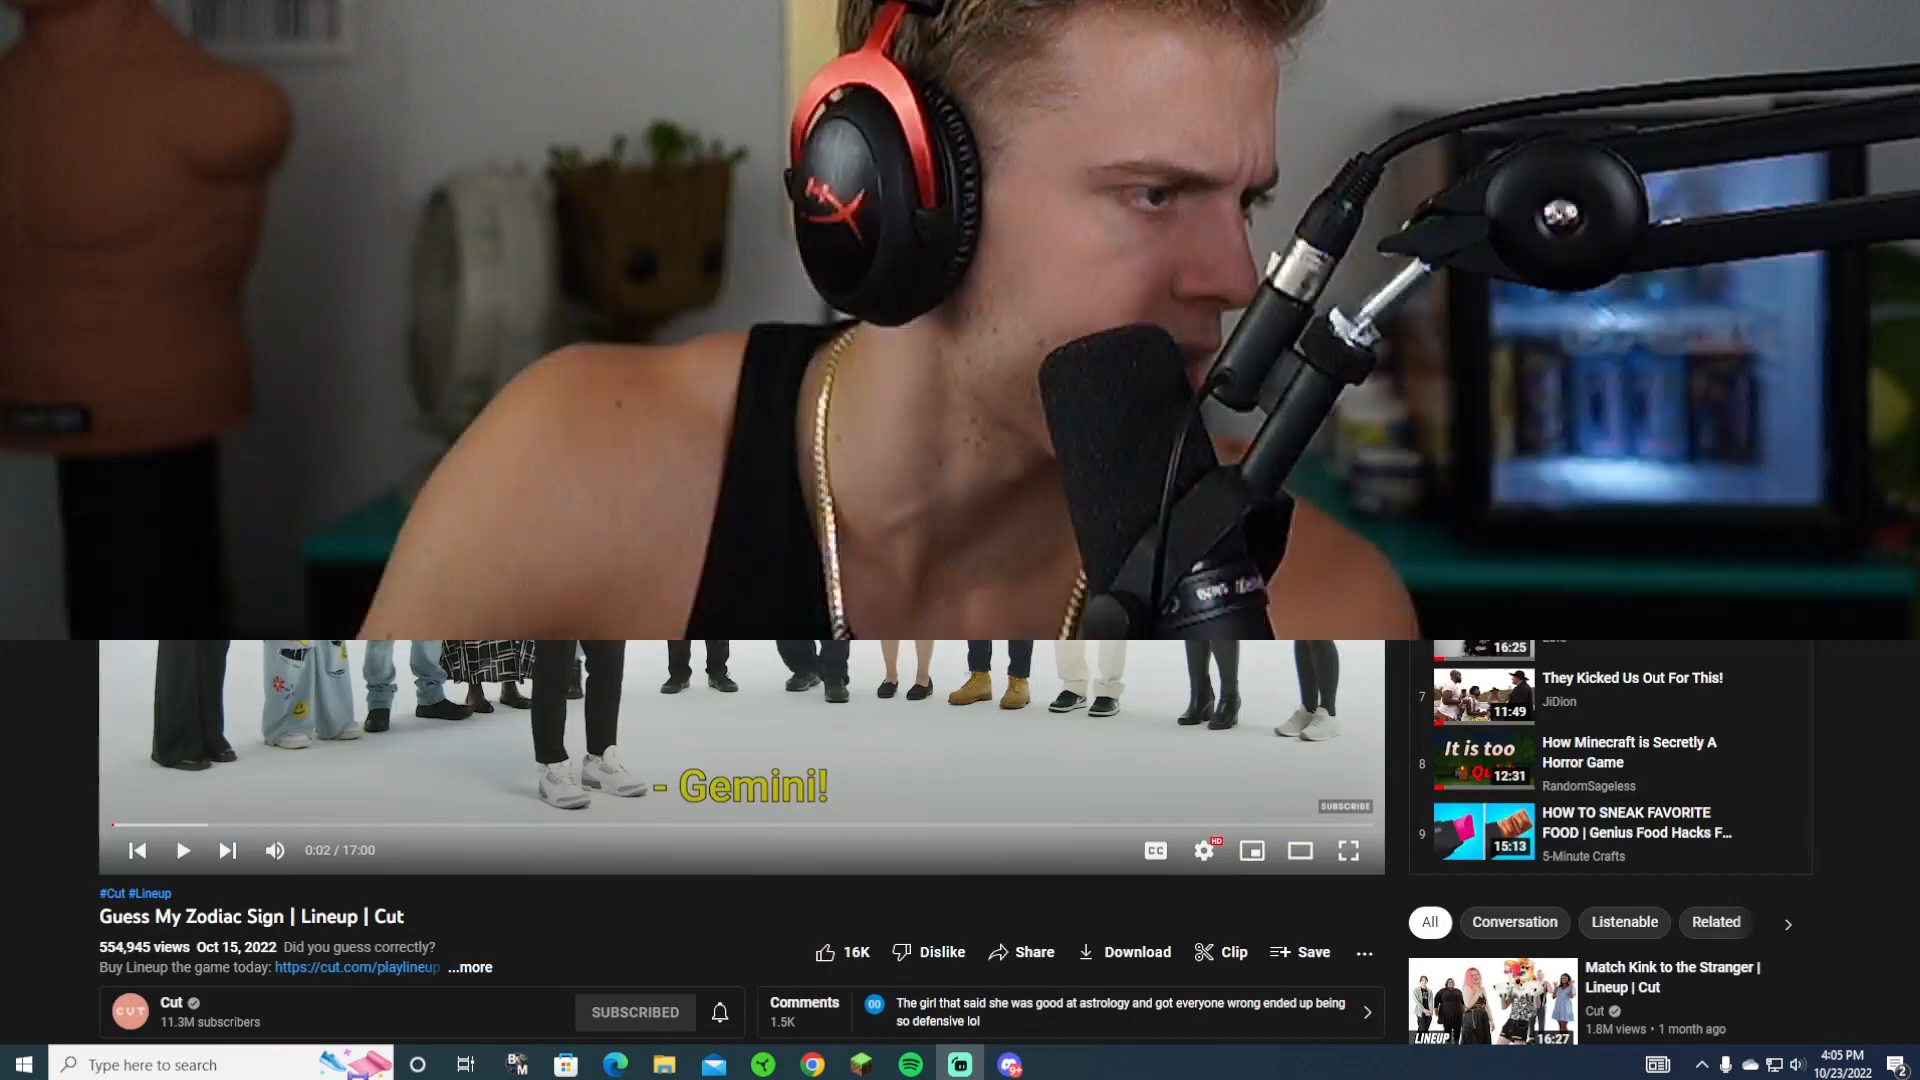 - Gemini!
SUBSCRIBE
0:02 / 17:00
CC
HD
#Cut #Lineup
Guess My Zodiac Sign | Lineup | Cut
554,945 views Oct 15, 2022 Did you guess correctly?
Buy Lineup the game today: https://cut.com/playlineup ...more
16K Dislike Share Download Clip Save
CUT
Cut
11.3M subscribers
SUBSCRIBED
Comments
1.5K
The girl that said she was good at astrology and got everyone wrong ended up being
so defensive lol
16:25
7
11:49
They Kicked Us Out For This!
JiDion
8
It is too
12:31
How Minecraft is Secretly A
Horror Game
RandomSageless
9
15:13
HOW TO SNEAK FAVORITE
FOOD | Genius Food Hacks F...
5-Minute Crafts
All Conversation Listenable Related
LINEUP
16:27
Match Kink to the Stranger |
Lineup | Cut
Cut
1.8M views • 1 month ago
Type here to search
9+
4:05 PM
10/23/2022
2